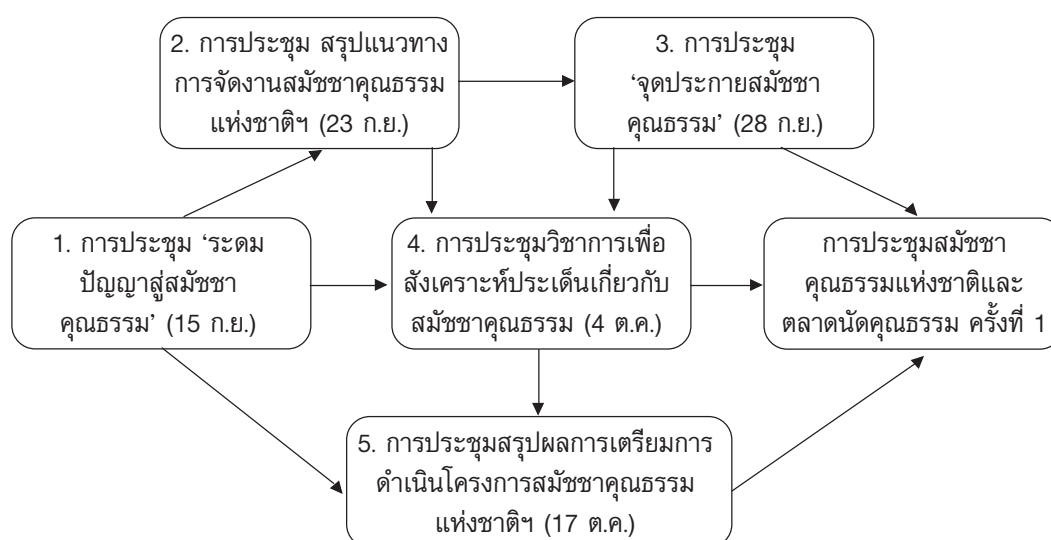 2. การประชุม สรุปแนวทาง
การจัดงานสมัชชาคุณธรรม
แห่งชาติฯ (23 ก.ย.)
3. การประชุม
‘จุดประกายสมัชชา
คุณธรรม’ (28 ก.ย.)
1. การประชุม ‘ระดม
ปัญญาสู่สมัชชา
คุณธรรม’ (15 ก.ย.)
4. การประชุมวิชาการเพื่อ
สังเคราะห์ประเด็นเกี่ยวกับ
สมัชชาคุณธรรม (4 ต.ค.)
การประชุมสมัชชา
คุณธรรมแห่งชาติและ
ตลาดนัดคุณธรรม ครั้งที่ 1
5. การประชุมสรุปผลการเตรียมการ
ดำเนินโครงการสมัชชาคุณธรรม
แห่งชาติฯ (17 ต.ค.)